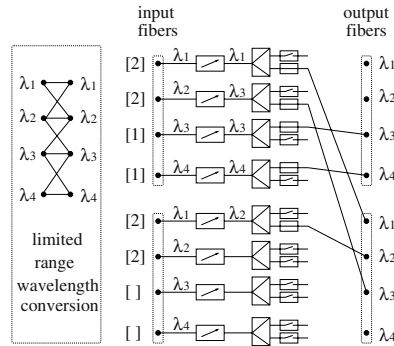 input fibers
output fibers
λ1 λ1
λ2 λ2
λ3 λ3
λ4 λ4
limited range wavelength conversion
[2] λ1 λ1 λ1
[2] λ2 λ3 λ2
[1] λ3 λ3 λ3
[1] λ4 λ4 λ4
[2] λ1 λ2 λ1
[2] λ2 λ2
[ ] λ3 λ3
[ ] λ4 λ4